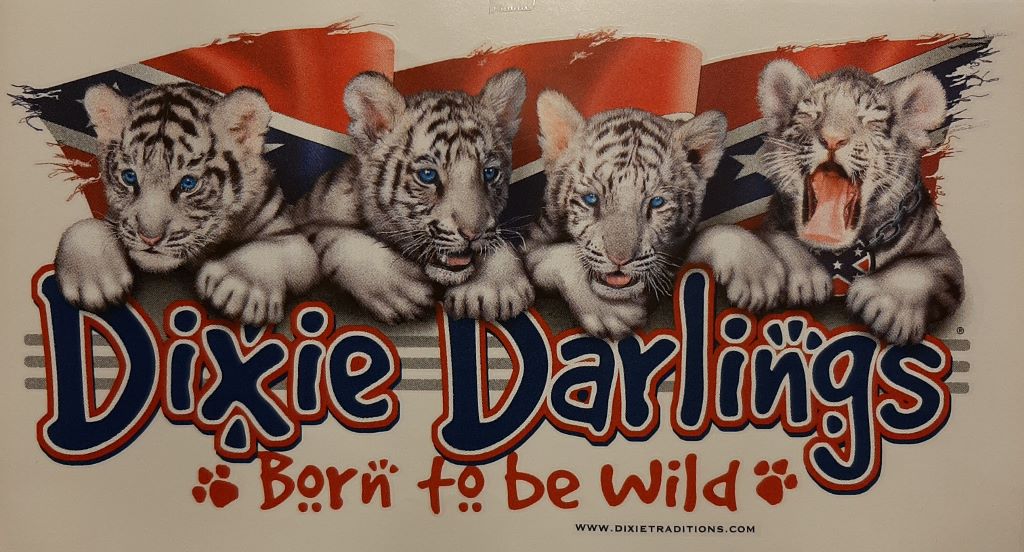 Dixie Darlings®
Born to be Wild
WWW.DIXIETRADITIONS.COM